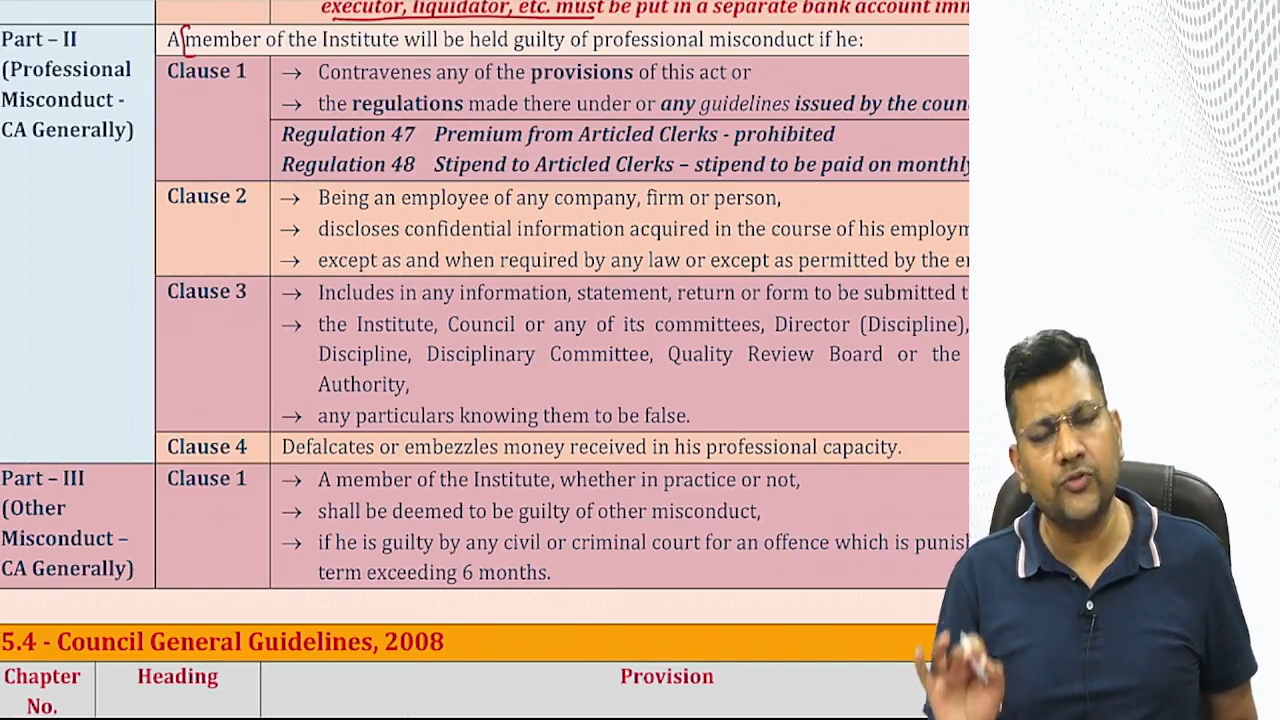 executor, liquidator, etc. must be put in a separate bank account
Part – II
(Professional
Misconduct -
CA Generally)
A member of the Institute will be held guilty of professional misconduct if he:
Clause 1
→ Contravenes any of the provisions of this act or
→ the regulations made there under or any guidelines issued by the
Regulation 47 Premium from Articled Clerks - prohibited
Regulation 48 Stipend to Articled Clerks – stipend to be paid on monthly
Clause 2
→ Being an employee of any company, firm or person,
→ discloses confidential information acquired in the course of his
→ except as and when required by any law or except as permitted by the
Clause 3
→ Includes in any information, statement, return or form to be submitted
→ the Institute, Council or any of its committees, Director (Discipline),
Discipline, Disciplinary Committee, Quality Review Board or the
Authority,
→ any particulars knowing them to be false.
Clause 4
Defalcates or embezzles money received in his professional capacity.
Part – III
(Other
Misconduct –
CA Generally)
Clause 1
→ A member of the Institute, whether in practice or not,
→ shall be deemed to be guilty of other misconduct,
→ if he is guilty by any civil or criminal court for an offence which is
term exceeding 6 months.
5.4 - Council General Guidelines, 2008
Chapter
No.
Heading
Provision